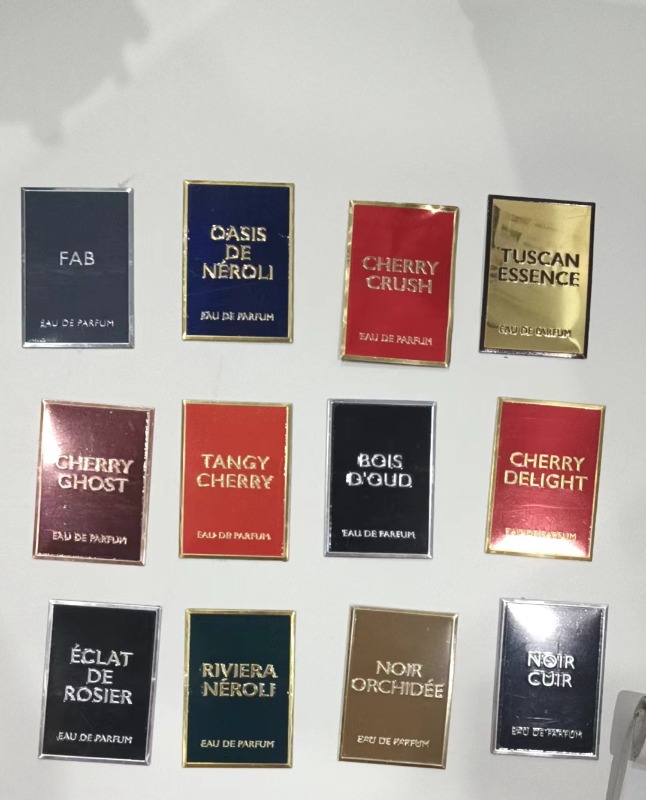 FAB
EAU DE PARFUM
OASIS
DE
NÉROLI
EAU DE PARFUM
CHERRY
CRUSH
EAU DE PARFUM
TUSCAN
ESSENCE
EAU DE PARFUM
CHERRY
GHOST
EAU DE PARFUM
TANGY
CHERRY
EAU DE PARFUM
BOIS
D'OUD
EAU DE PARFUM
CHERRY
DELIGHT
EAU DE PARFUM
ÉCLAT
DE
ROSIER
EAU DE PARFUM
RIVIERA
NÉROLI
EAU DE PARFUM
NOIR
ORCHIDÉE
EAU DE PARFUM
NOIR
CUIR
EAU DE PARFUM